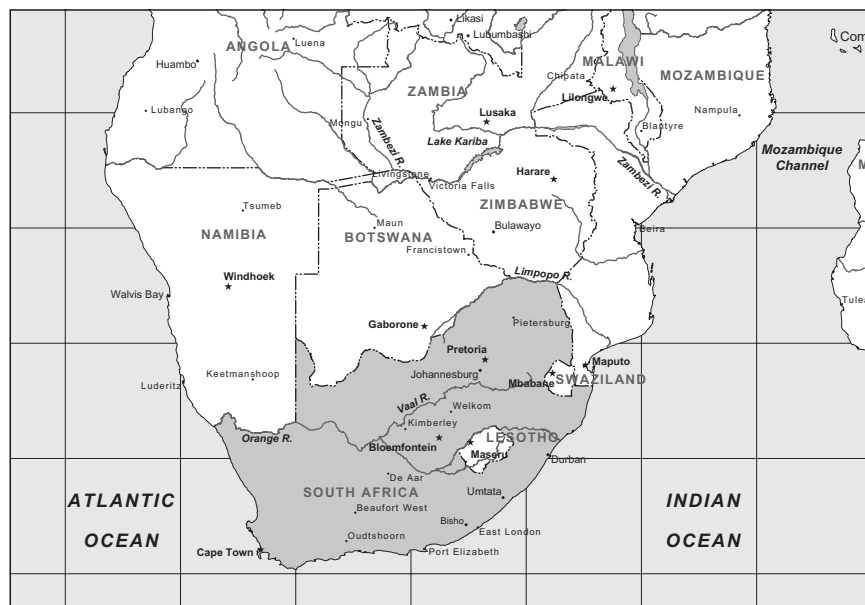 Likasi
Lubumbashi
Com
ANGOLA
Luena
Huambo
MALAWI
Chipata
MOZAMBIQUE
ZAMBIA
Lilongwe
Lubango
Lusaka
Nampula
Mongu
Blantyre
Zambezi R.
Lake Kariba
Mozambique
Channel
M
Harare
Livingstone
Victoria Falls
Zambezi R.
Tsumeb
ZIMBABWE
Maun
Bulawayo
Beira
NAMIBIA
BOTSWANA
Francistown
Limpopo R.
Windhoek
Walvis Bay
Tulea
Gaborone
Pietersburg
Pretoria
Maputo
Keetmanshoop
Johannesburg
Luderitz
Mbabane
SWAZILAND
Vaal R.
Welkom
Kimberley
Orange R.
Bloemfontein
LESOTHO
Maseru
Durban
De Aar
SOUTH AFRICA
Umtata
ATLANTIC
OCEAN
INDIAN
OCEAN
Beaufort West
Bisho
East London
Oudtshoorn
Cape Town
Port Elizabeth